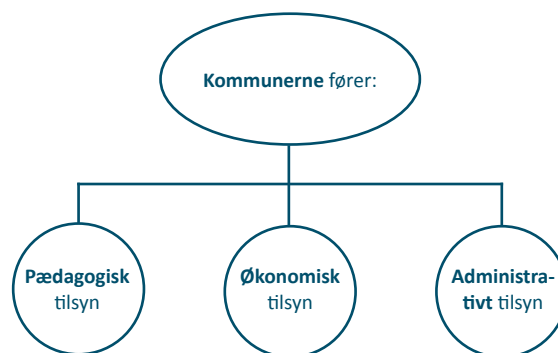 Kommunerne fører:
Pædagogisk
tilsyn
Økonomisk
tilsyn
Administra-
tivt tilsyn